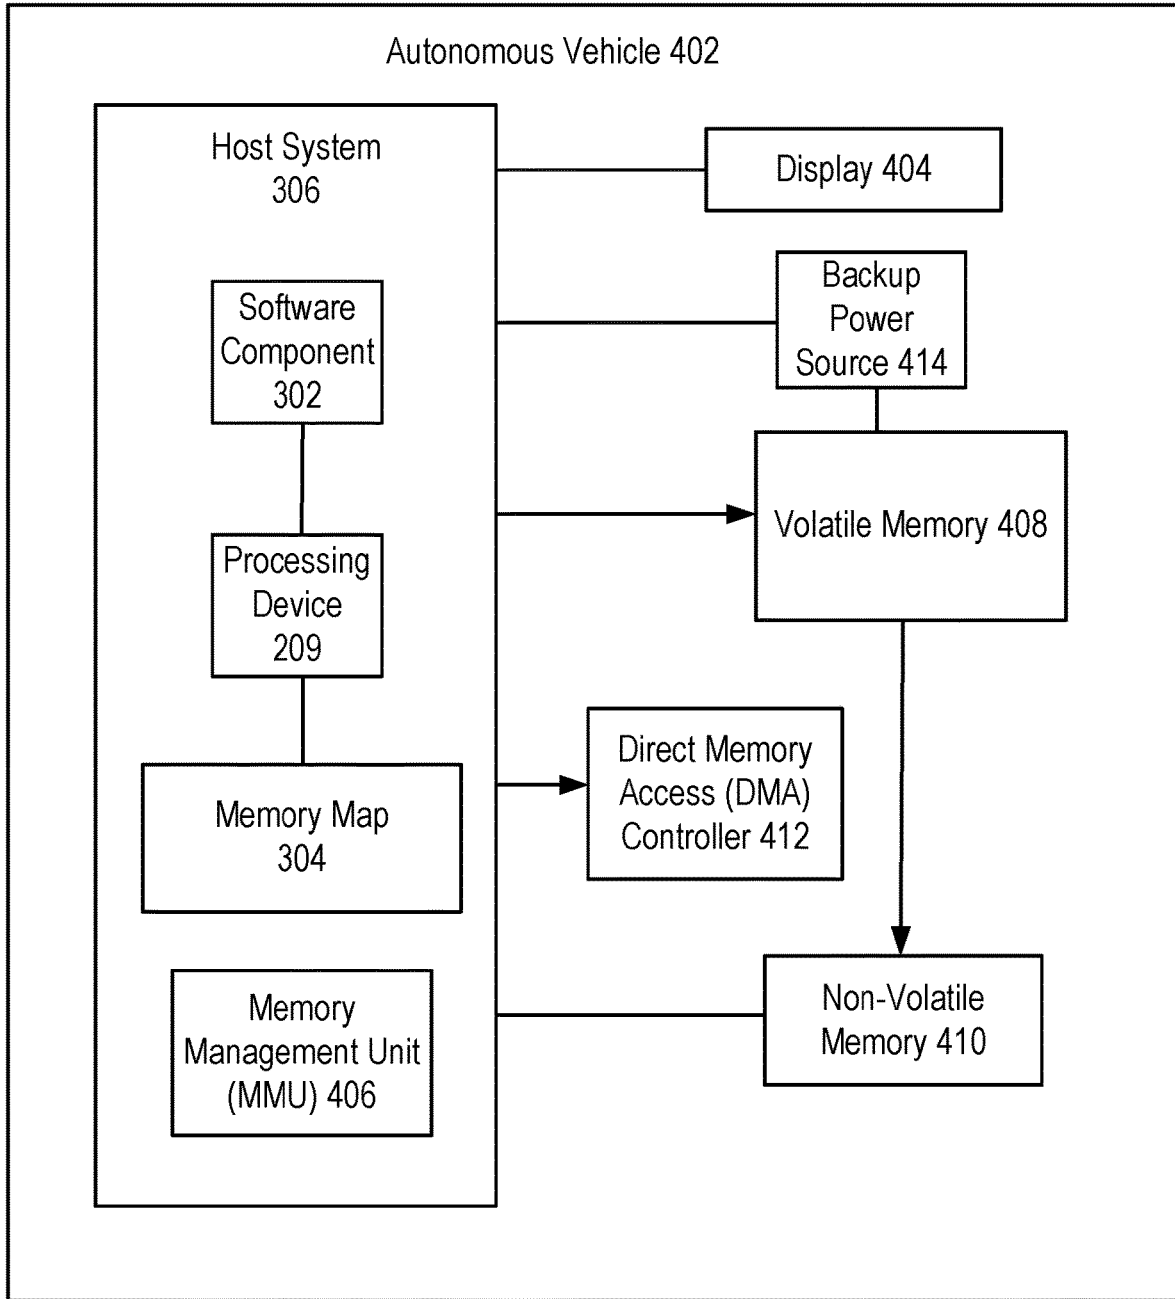 Autonomous Vehicle 402
Host System
306
Display 404
Backup
Power
Source 414
Software
Component
302
Volatile Memory 408
Processing
Device
209
Direct Memory
Access (DMA)
Controller 412
Memory Map
304
Non-Volatile
Memory 410
Memory
Management Unit
(MMU) 406